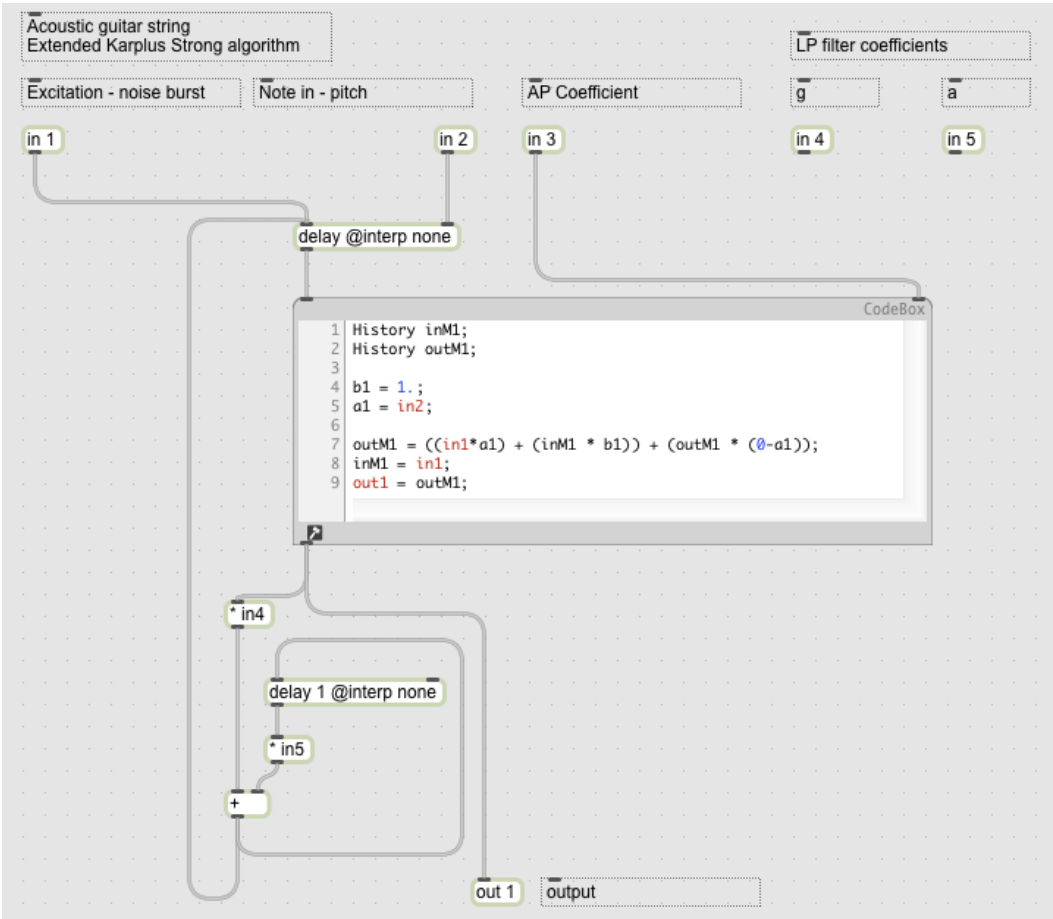 Acoustic guitar string
Extended Karplus Strong algorithm
LP filter coefficients
Excitation - noise burst
Note in - pitch
AP Coefficient
g
a
in 1
in 2
in 3
in 4
in 5
delay @interp none
CodeBox
1 History inM1;
2 History outM1;
3
4 b1 = 1.;
5 a1 = in2;
6
7 outM1 = ((in1*a1) + (inM1 * b1)) + (outM1 * (0-a1));
8 inM1 = in1;
9 out1 = outM1;
* in4
delay 1 @interp none
* in5
+
out 1
output